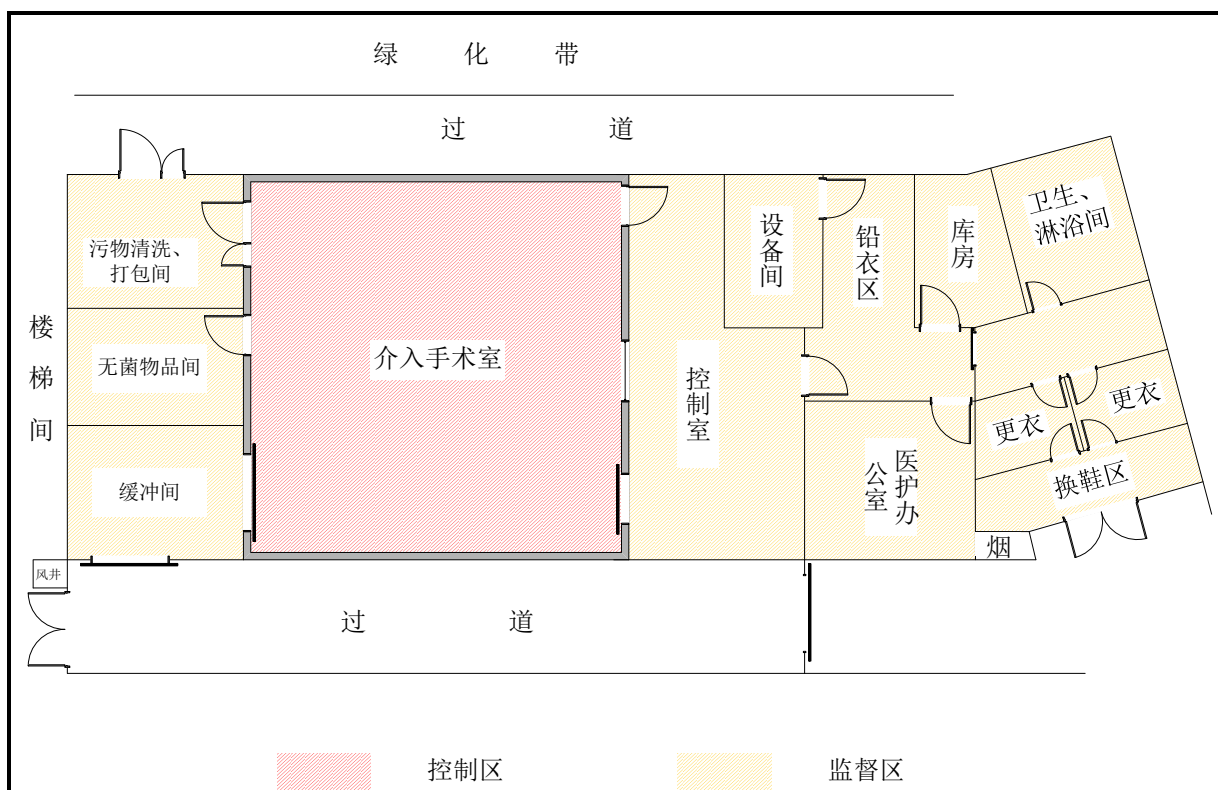 绿化带
过道
卫生、
淋浴间
设备间
铅衣区
库房
污物清洗、
打包间
楼梯间
无菌物品间
介入手术室
控制室
更衣
更衣
医护办
公室
换鞋区
缓冲间
烟
风井
过道
控制区
监督区